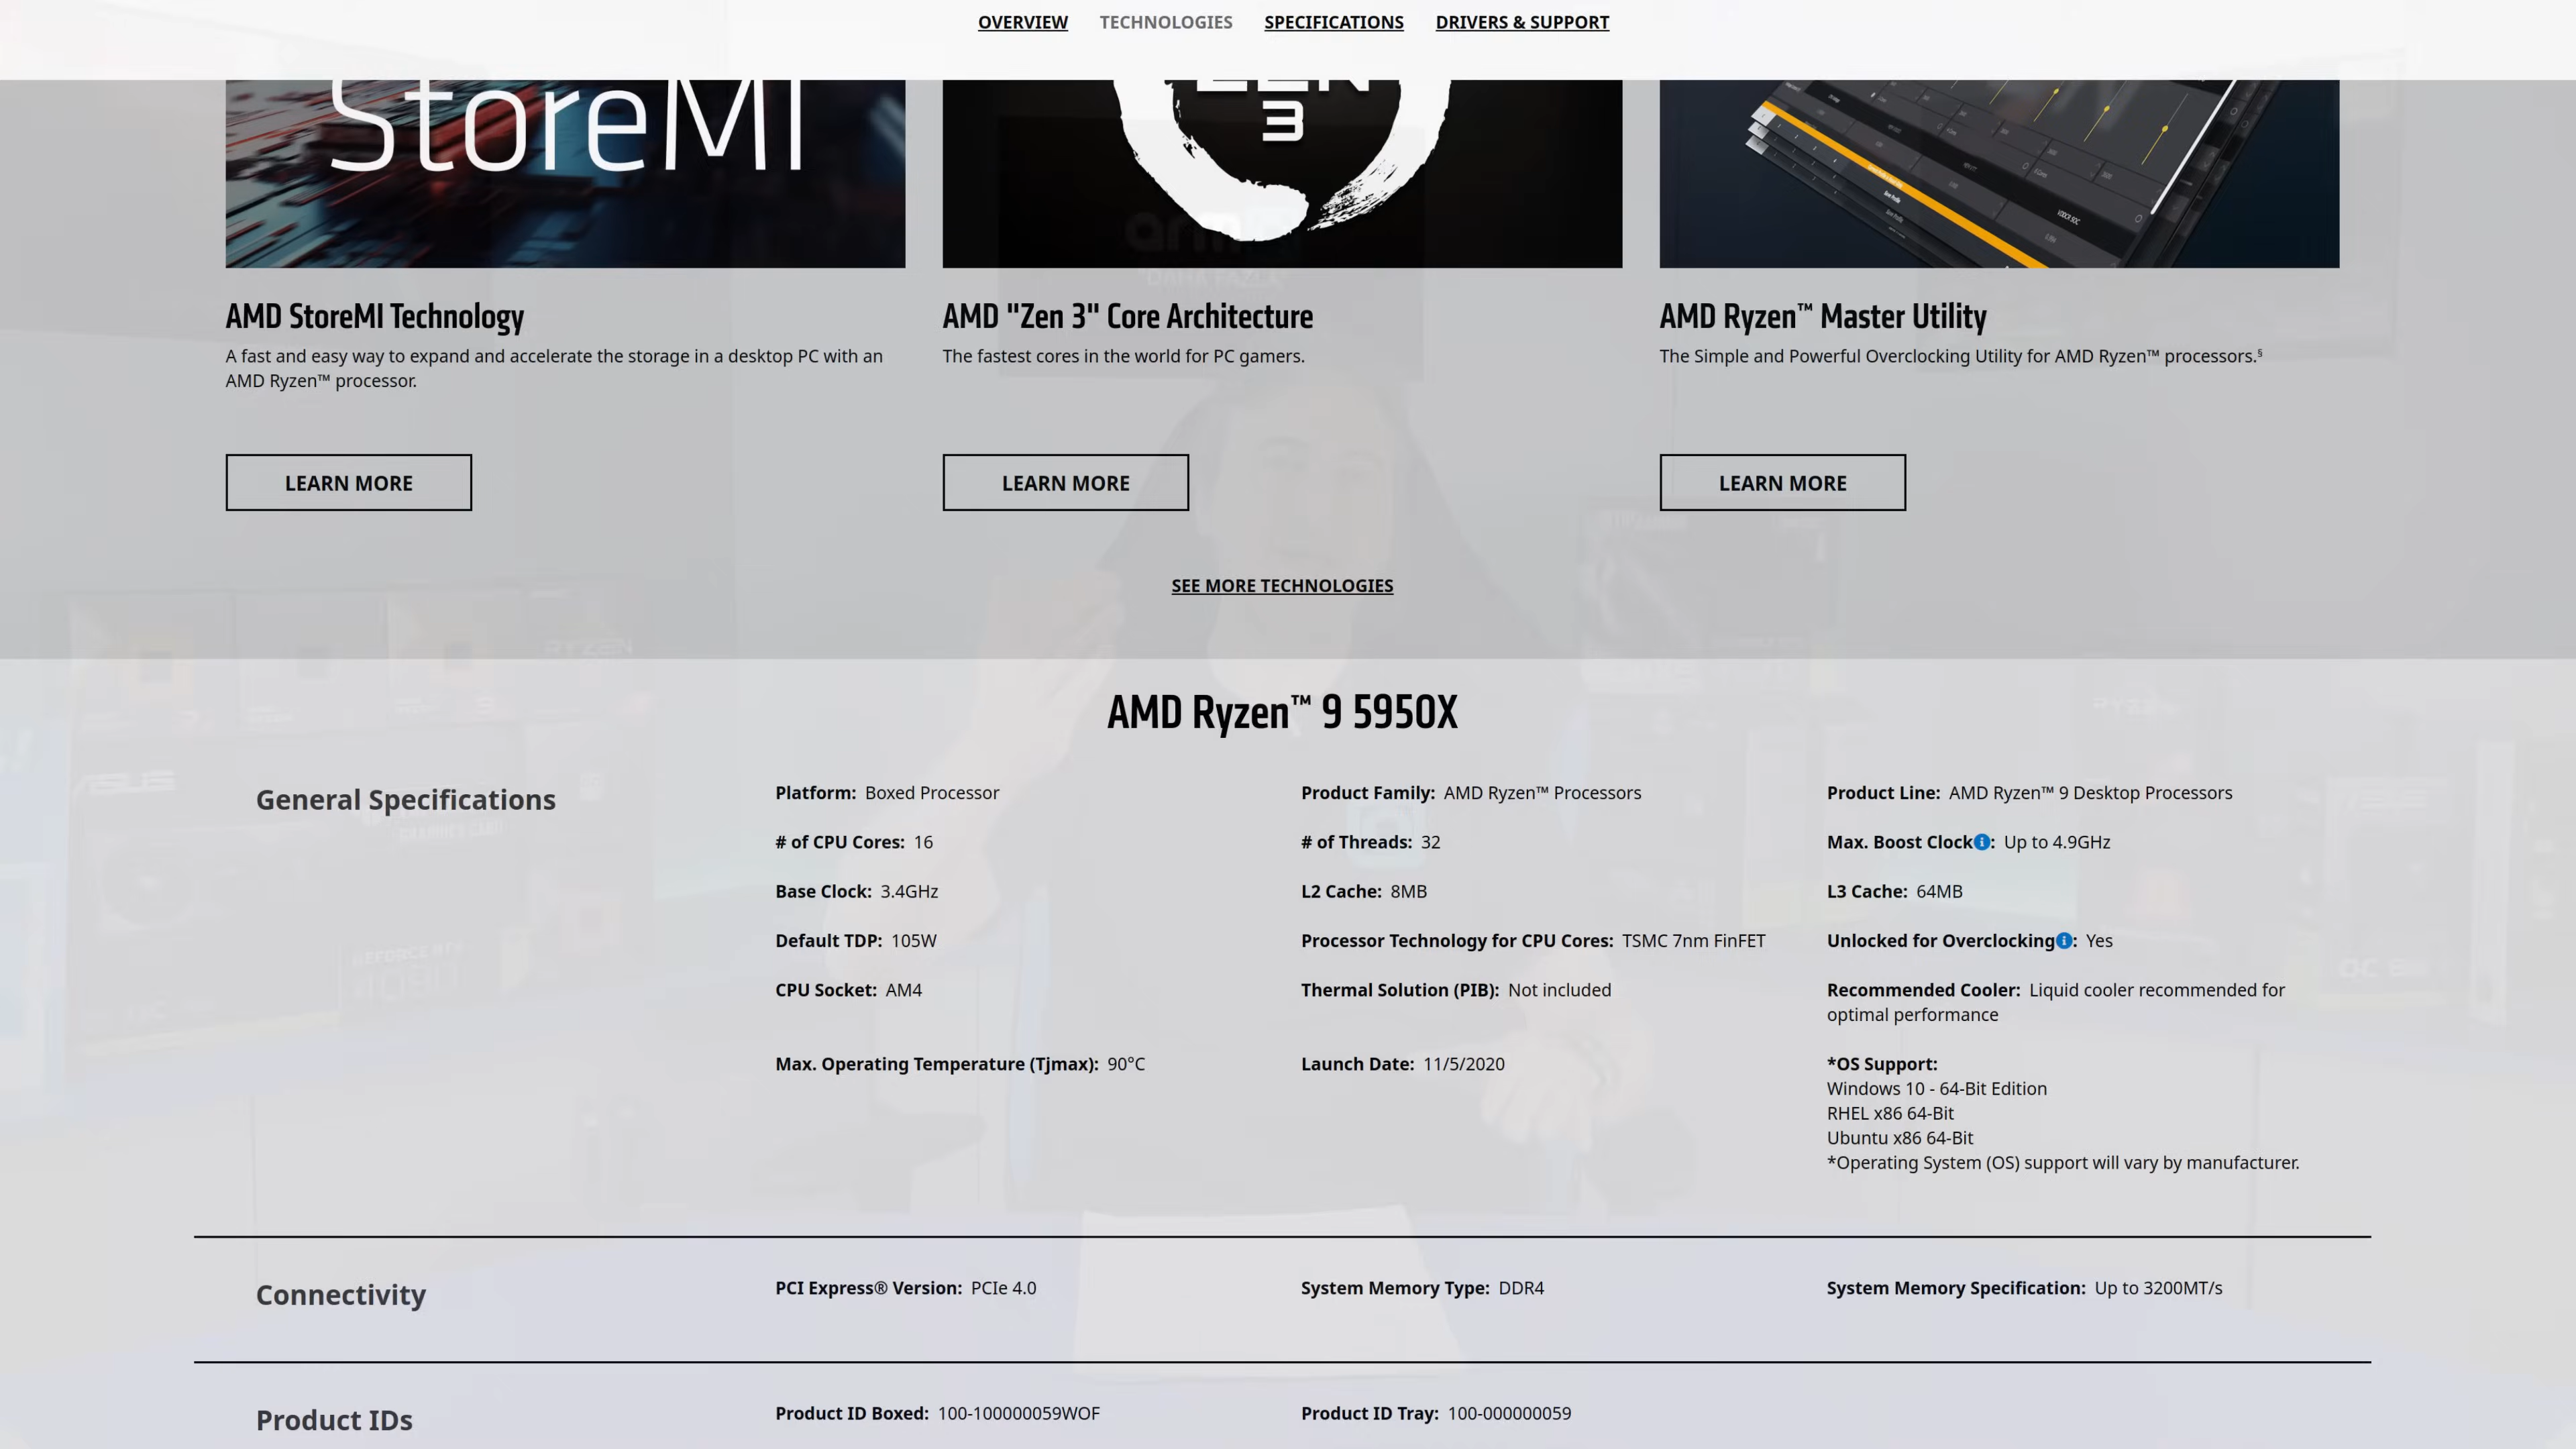 OVERVIEW TECHNOLOGIES SPECIFICATIONS DRIVERS & SUPPORT
StoreMI
ZEN
3
AMD StoreMI Technology
A fast and easy way to expand and accelerate the storage in a desktop PC with an
AMD Ryzen™ processor.
LEARN MORE
AMD "Zen 3" Core Architecture
The fastest cores in the world for PC gamers.
LEARN MORE
AMD Ryzen™ Master Utility
The Simple and Powerful Overclocking Utility for AMD Ryzen™ processors.§
LEARN MORE
SEE MORE TECHNOLOGIES
AMD Ryzen™ 9 5950X
General Specifications
Platform: Boxed Processor
Product Family: AMD Ryzen™ Processors
Product Line: AMD Ryzen™ 9 Desktop Processors
# of CPU Cores: 16
# of Threads: 32
Max. Boost Clock: Up to 4.9GHz
Base Clock: 3.4GHz
L2 Cache: 8MB
L3 Cache: 64MB
Default TDP: 105W
Processor Technology for CPU Cores: TSMC 7nm FinFET
Unlocked for Overclocking: Yes
CPU Socket: AM4
Thermal Solution (PIB): Not included
Recommended Cooler: Liquid cooler recommended for
optimal performance
Max. Operating Temperature (Tjmax): 90°C
Launch Date: 11/5/2020
*OS Support:
Windows 10 - 64-Bit Edition
RHEL x86 64-Bit
Ubuntu x86 64-Bit
*Operating System (OS) support will vary by manufacturer.
Connectivity
PCI Express® Version: PCIe 4.0
System Memory Type: DDR4
System Memory Specification: Up to 3200MT/s
Product IDs
Product ID Boxed: 100-100000059WOF
Product ID Tray: 100-000000059
RYZEN
ASUS
GEFORCE RTX
4090